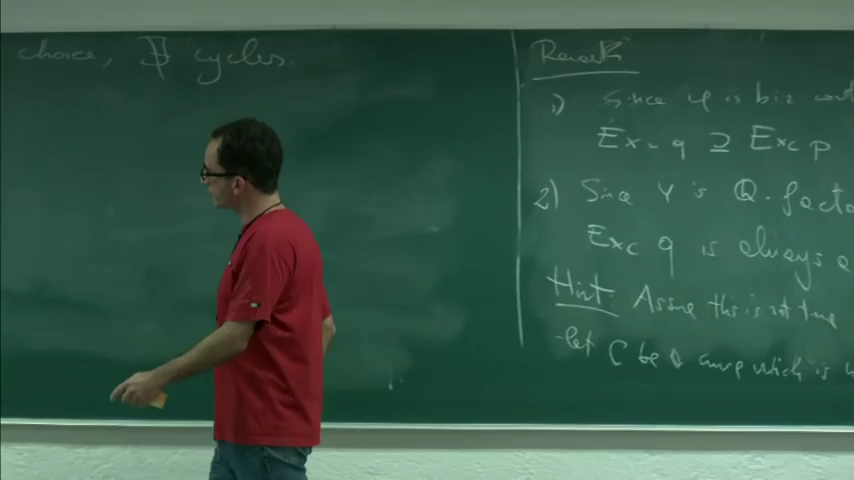 choice, ∃ cycles.
Remark
1) Since φ is bir cont
Exc q ⊇ Exc p
2) Since Y is Q-facto
Exc q is always a
Hint: Assume this is not true
- let C be a curve which is